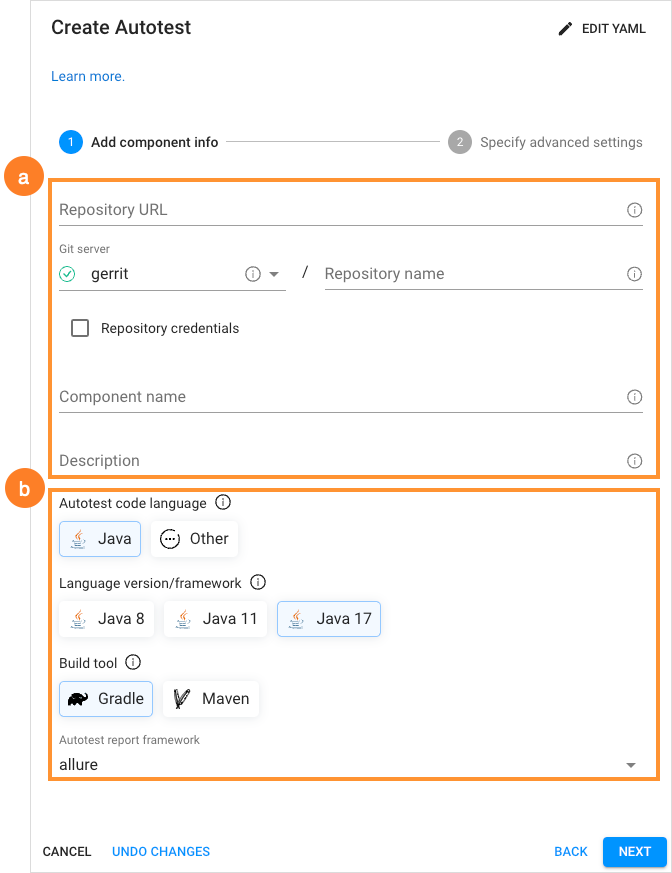 Create Autotest
EDIT YAML
Learn more.
1 Add component info
2 Specify advanced settings
a
Repository URL
Git server
gerrit / Repository name
Repository credentials
Component name
Description
b
Autotest code language
Java Other
Language version/framework
Java 8 Java 11 Java 17
Build tool
Gradle Maven
Autotest report framework
allure
CANCEL UNDO CHANGES BACK NEXT